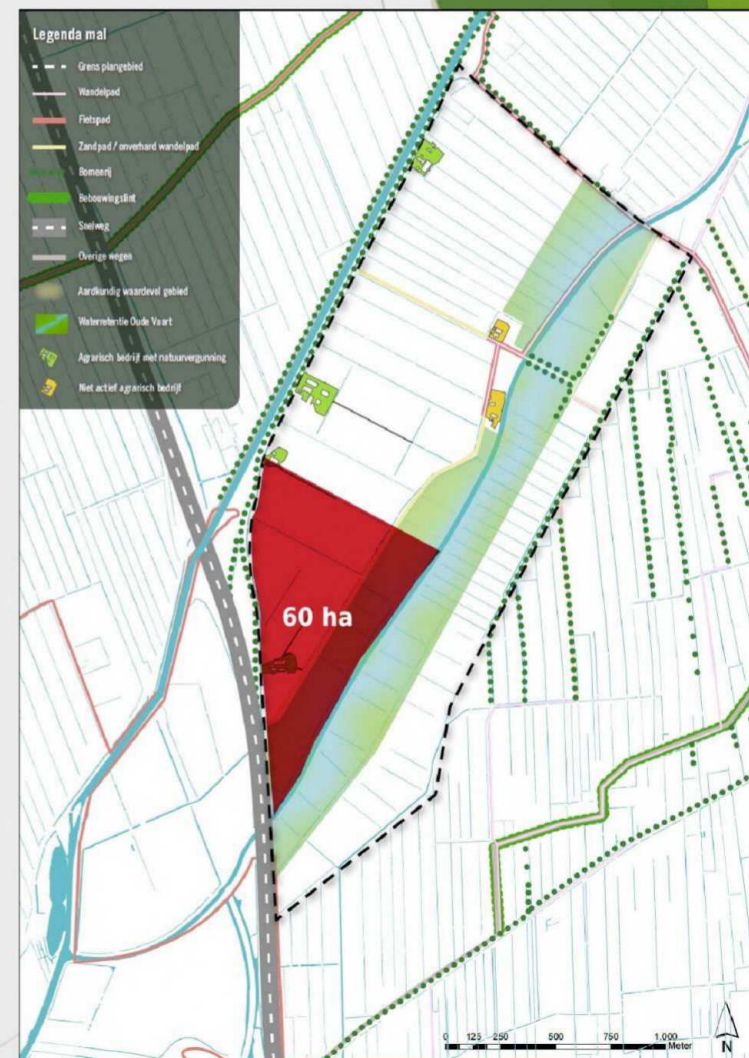 Legenda mal
Grens plangebied
Wandelpad
Fietspad
Zandpad / onverhard wandelpad
Bomenrij
Bebouwingslint
Snelweg
Overige wegen
Aardkundig waardevol gebied
Waterretentie Oude Vaart
Agrarisch bedrijf met natuurvergunning
Niet actief agrarisch bedrijf
60 ha
0 125 250 500 750 1.000
Meter
N